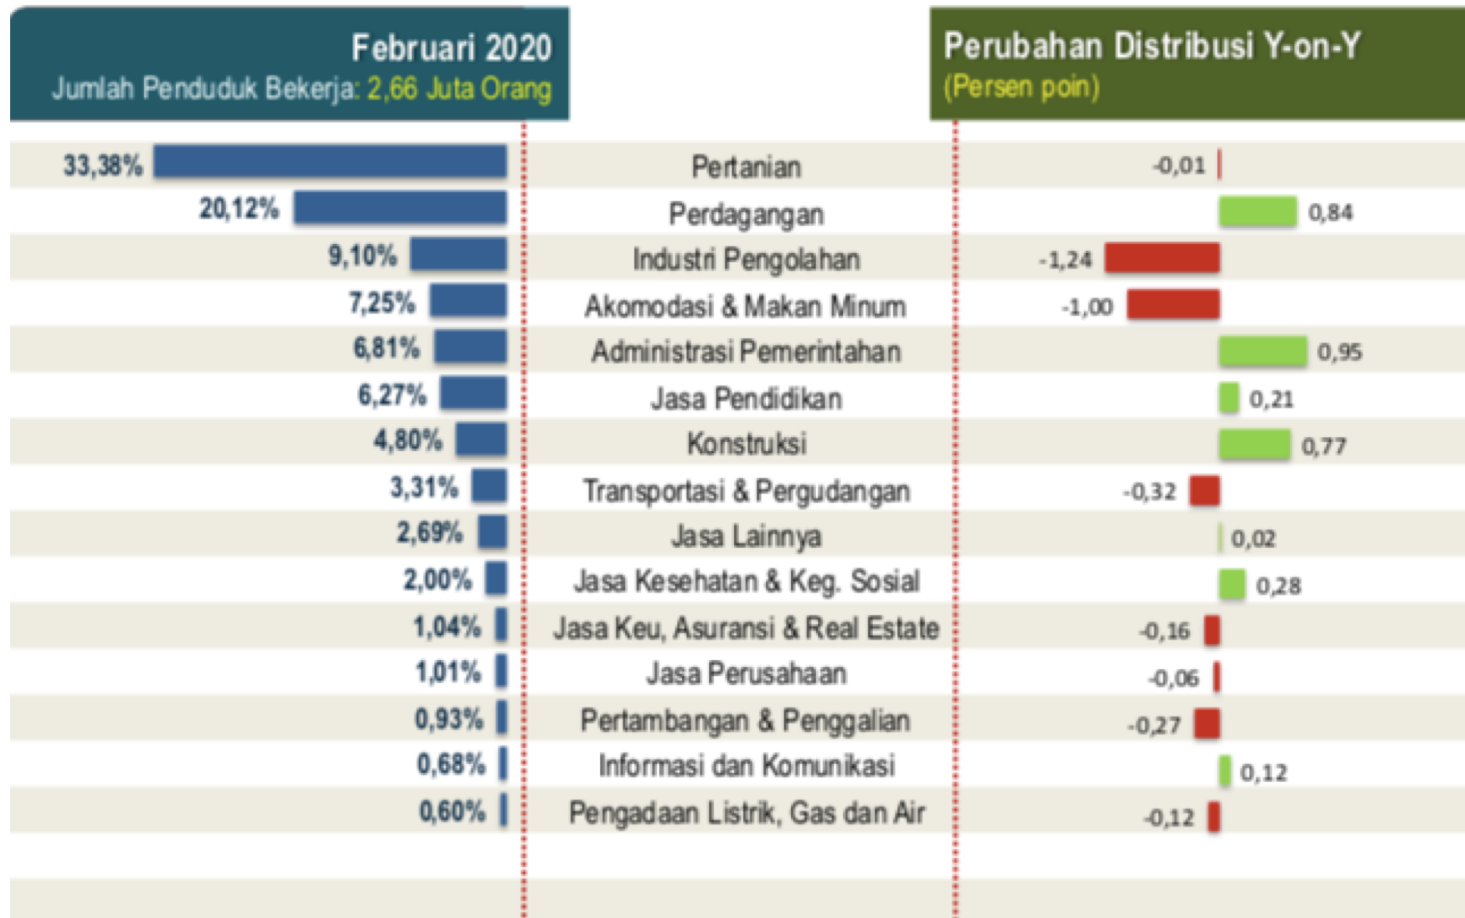 Februari 2020
Jumlah Penduduk Bekerja: 2,66 Juta Orang
Perubahan Distribusi Y-on-Y
(Persen poin)
33,38% Pertanian -0,01
20,12% Perdagangan 0,84
9,10% Industri Pengolahan -1,24
7,25% Akomodasi & Makan Minum -1,00
6,81% Administrasi Pemerintahan 0,95
6,27% Jasa Pendidikan 0,21
4,80% Konstruksi 0,77
3,31% Transportasi & Pergudangan -0,32
2,69% Jasa Lainnya 0,02
2,00% Jasa Kesehatan & Keg. Sosial 0,28
1,04% Jasa Keu, Asuransi & Real Estate -0,16
1,01% Jasa Perusahaan -0,06
0,93% Pertambangan & Penggalian -0,27
0,68% Informasi dan Komunikasi 0,12
0,60% Pengadaan Listrik, Gas dan Air -0,12